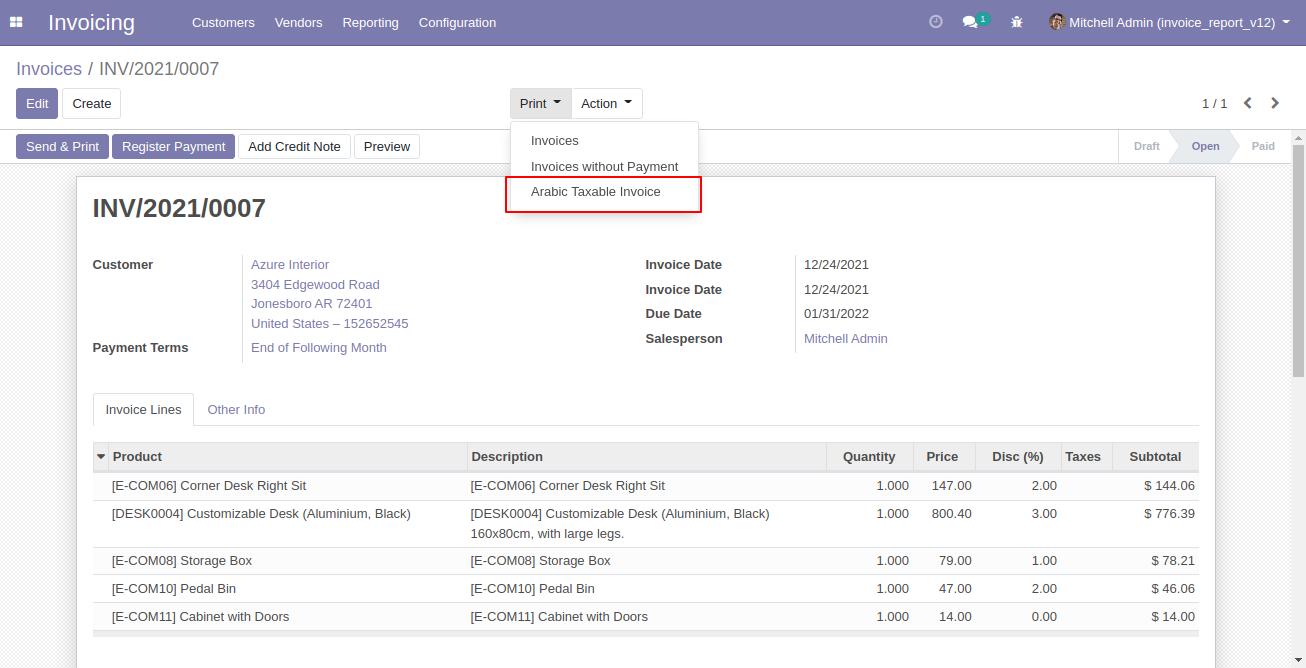 Invoicing Customers Vendors Reporting Configuration 1 Mitchell Admin (invoice_report_v12)
Invoices / INV/2021/0007
Edit Create Print Action 1 / 1
Send & Print Register Payment Add Credit Note Preview Draft Open Paid
Invoices
Invoices without Payment
Arabic Taxable Invoice
INV/2021/0007
Customer Azure Interior
3404 Edgewood Road
Jonesboro AR 72401
United States – 152652545
Payment Terms End of Following Month
Invoice Date 12/24/2021
Invoice Date 12/24/2021
Due Date 01/31/2022
Salesperson Mitchell Admin
Invoice Lines Other Info
Product Description Quantity Price Disc (%) Taxes Subtotal
[E-COM06] Corner Desk Right Sit [E-COM06] Corner Desk Right Sit 1.000 147.00 2.00 $ 144.06
[DESK0004] Customizable Desk (Aluminium, Black) [DESK0004] Customizable Desk (Aluminium, Black) 1.000 800.40 3.00 $ 776.39
160x80cm, with large legs.
[E-COM08] Storage Box [E-COM08] Storage Box 1.000 79.00 1.00 $ 78.21
[E-COM10] Pedal Bin [E-COM10] Pedal Bin 1.000 47.00 2.00 $ 46.06
[E-COM11] Cabinet with Doors [E-COM11] Cabinet with Doors 1.000 14.00 0.00 $ 14.00